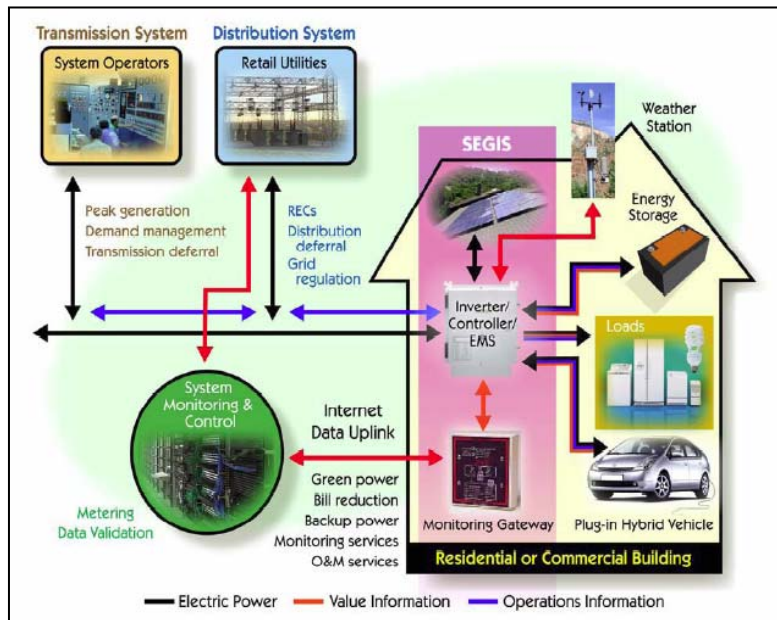 Transmission System
System Operators
Distribution System
Retail Utilities
Peak generation
Demand management
Transmission deferral
RECs
Distribution
deferral
Grid
regulation
SEGIS
Weather
Station
Energy
Storage
Inverter/
Controller/
EMS
Loads
System
Monitoring &
Control
Internet
Data Uplink
Metering
Data Validation
Green power
Bill reduction
Backup power
Monitoring services
O&M services
Monitoring Gateway
Plug-in Hybrid Vehicle
Residential or Commercial Building
Electric Power
Value Information
Operations Information